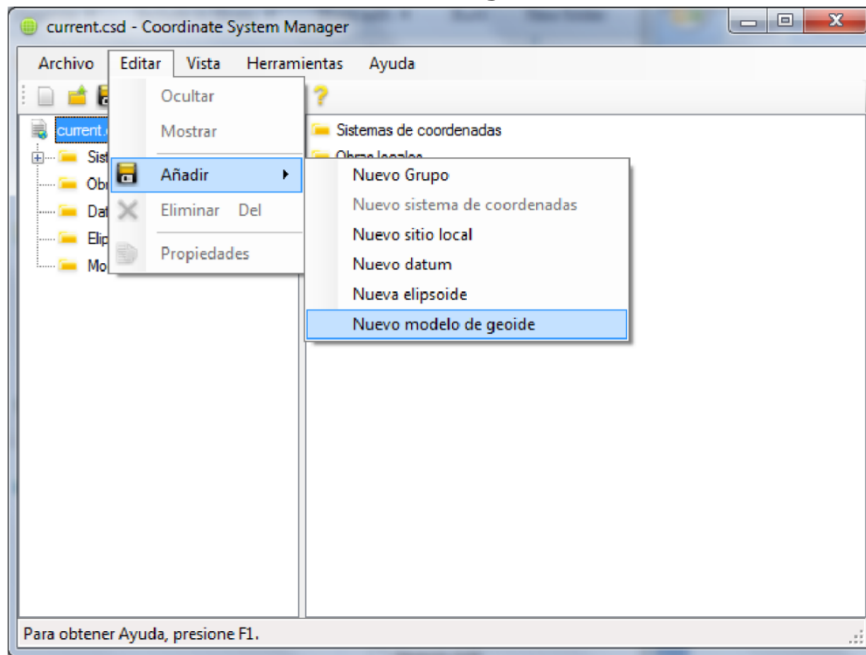 current.csd - Coordinate System Manager
Archivo Editar Vista Herramientas Ayuda
Ocultar
Mostrar
Añadir
Eliminar Del
Propiedades
Nuevo Grupo
Nuevo sistema de coordenadas
Nuevo sitio local
Nuevo datum
Nueva elipsoide
Nuevo modelo de geoide
current.
Sist
Dat
Elip
Mo
Sistemas de coordenadas
Obras locales
Para obtener Ayuda, presione F1.